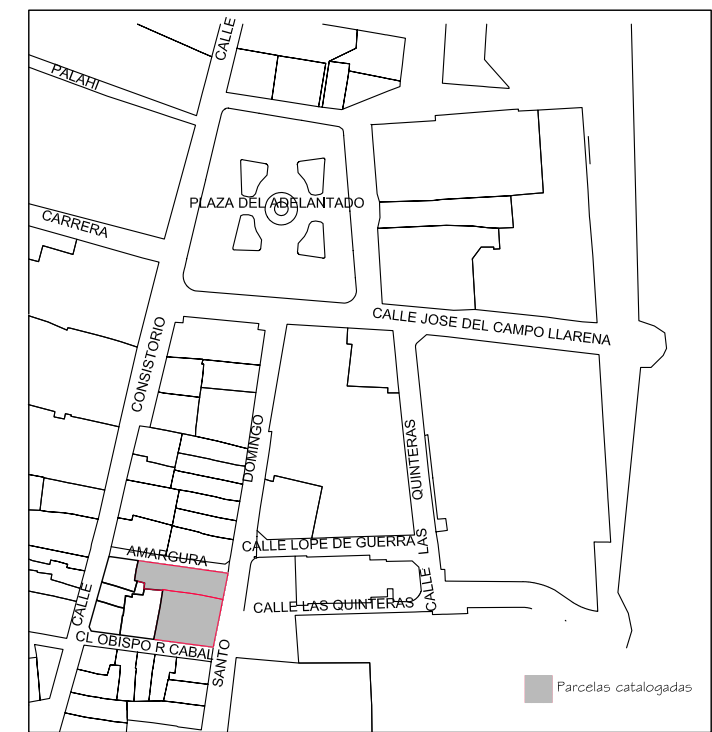 CALLE
PALAHI
PLAZA DEL ADELANTADO
CARRERA
CALLE JOSE DEL CAMPO LLARENA
CONSISTORIO
DOMINGO
QUINTERAS
CALLE LOPE DE GUERRA
LAS
AMARGURA
CALLE
CALLE LAS QUINTERAS
CALLE
CL OBISPO R CABAL
SANTO
Parcelas catalogadas